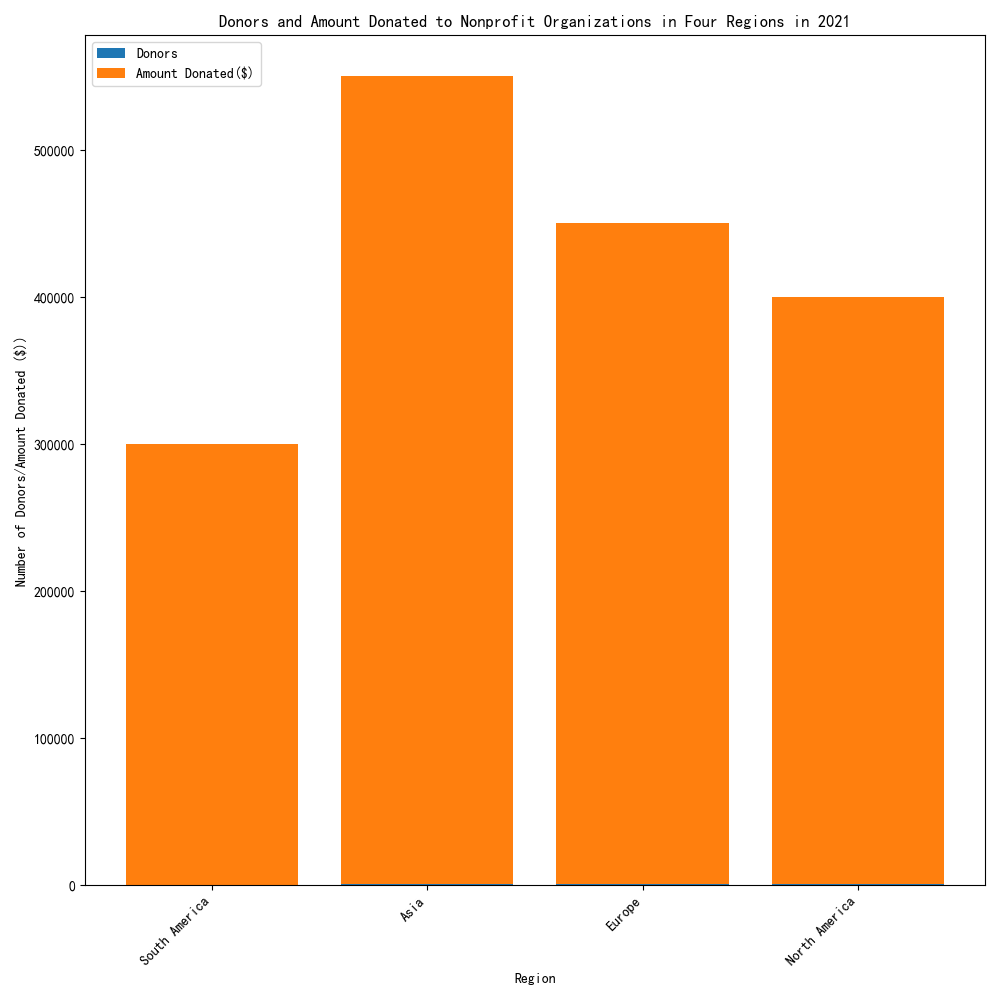 Donors and Amount Donated to Nonprofit Organizations in Four Regions in 2021
Donors
Amount Donated($)
500000
400000
300000
200000
100000
0
Number of Donors/Amount Donated ($))
South America
Asia
Europe
North America
Region